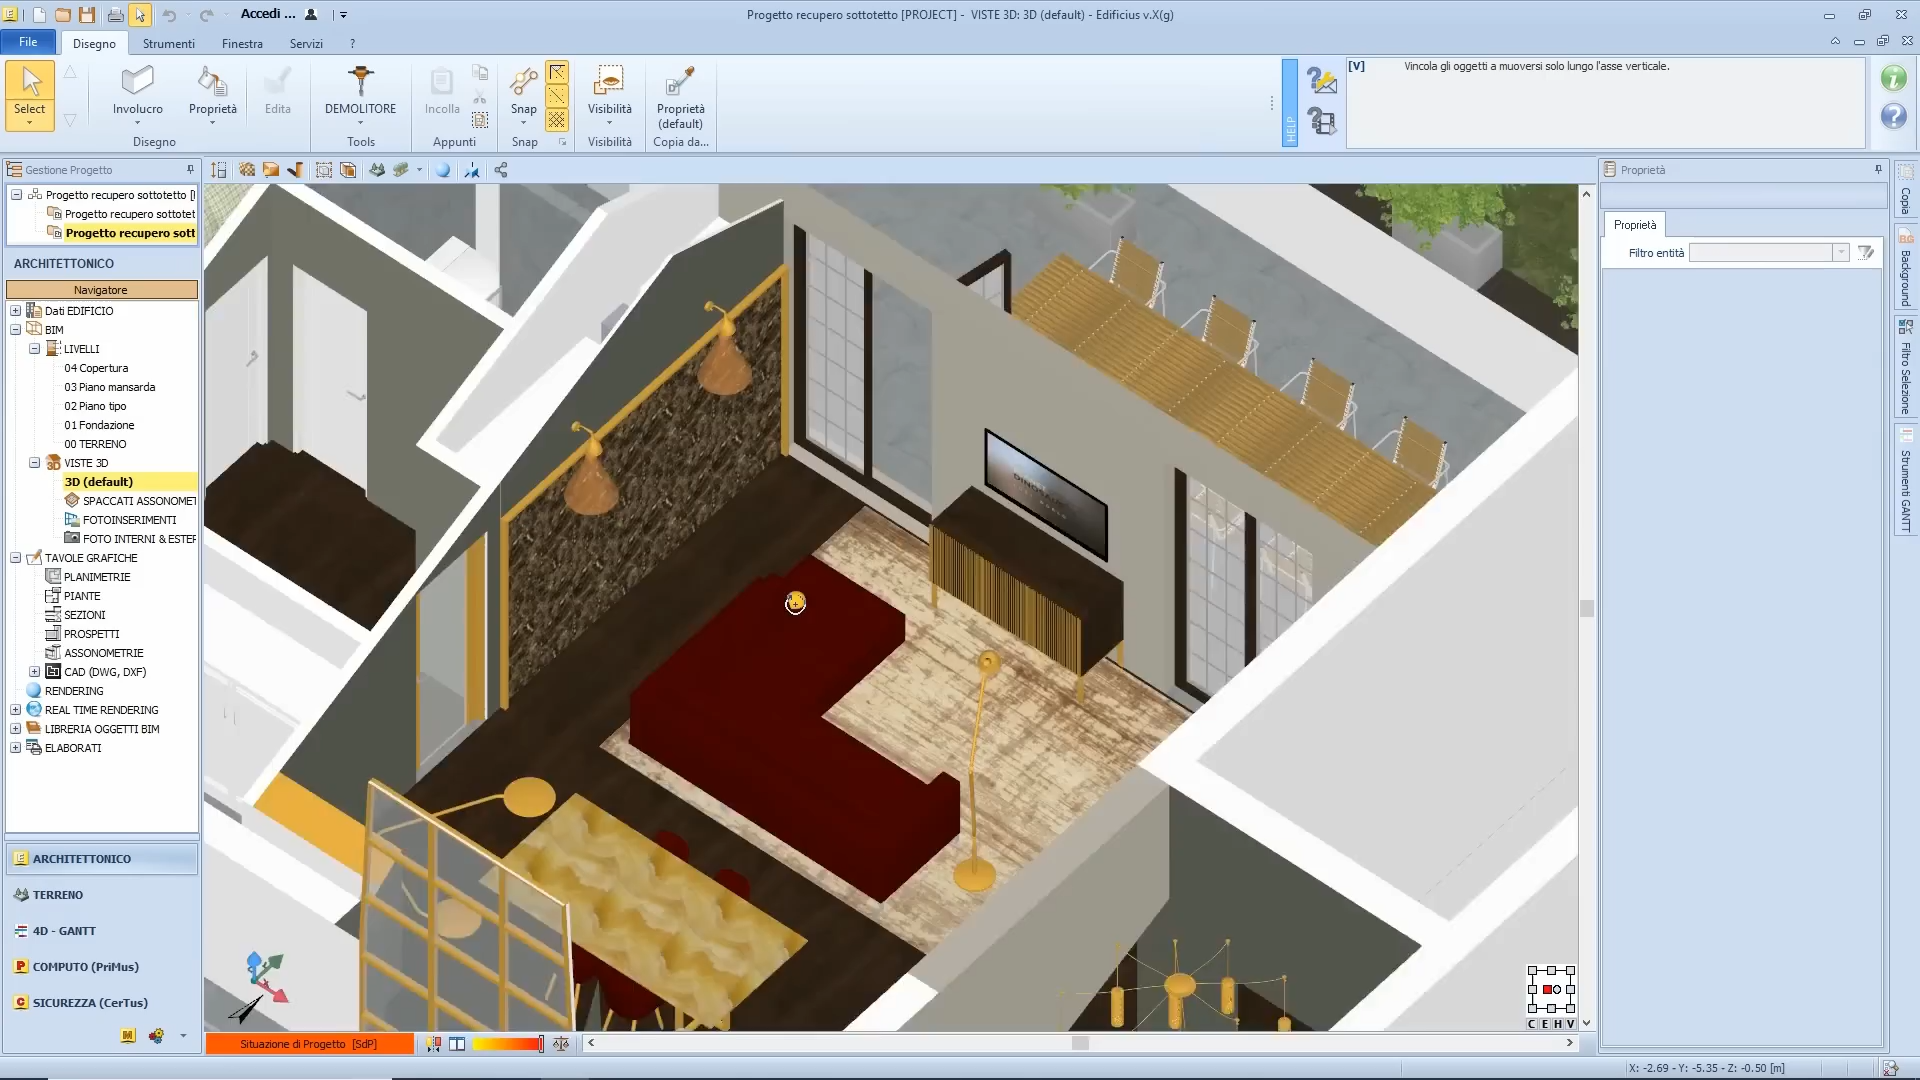 Accedi ...
Progetto recupero sottotetto [PROJECT] - VISTE 3D: 3D (default) - Edificius v.X(g)
File
Disegno
Strumenti
Finestra
Servizi
?
Select
Involucro
Proprietà
Edita
DEMOLITORE
Incolla
Snap
Visibilità
Proprietà
(default)
Disegno
Tools
Appunti
Snap
Visibilità
Copia da...
HELP
[V] Vincola gli oggetti a muoversi solo lungo l'asse verticale.
Gestione Progetto
Progetto recupero sottotetto [
Progetto recupero sottotet
Progetto recupero sott
ARCHITETTONICO
Navigatore
Dati EDIFICIO
BIM
LIVELLI
04 Copertura
03 Piano mansarda
02 Piano tipo
01 Fondazione
00 TERRENO
VISTE 3D
3D (default)
SPACCATI ASSONOMET
FOTOINSERIMENTI
FOTO INTERNI & ESTER
TAVOLE GRAFICHE
PLANIMETRIE
PIANTE
SEZIONI
PROSPETTI
ASSONOMETRIE
CAD (DWG, DXF)
RENDERING
REAL TIME RENDERING
LIBRERIA OGGETTI BIM
ELABORATI
ARCHITETTONICO
TERRENO
4D - GANTT
COMPUTO (PriMus)
SICUREZZA (CerTus)
Situazione di Progetto [SdP]
C E H V
Proprietà
Proprietà
Filtro entità
Copia
Background
Filtro Selezione
Strumenti GANTT
X: -2.69 - Y: -5.35 - Z: -0.50 [m]